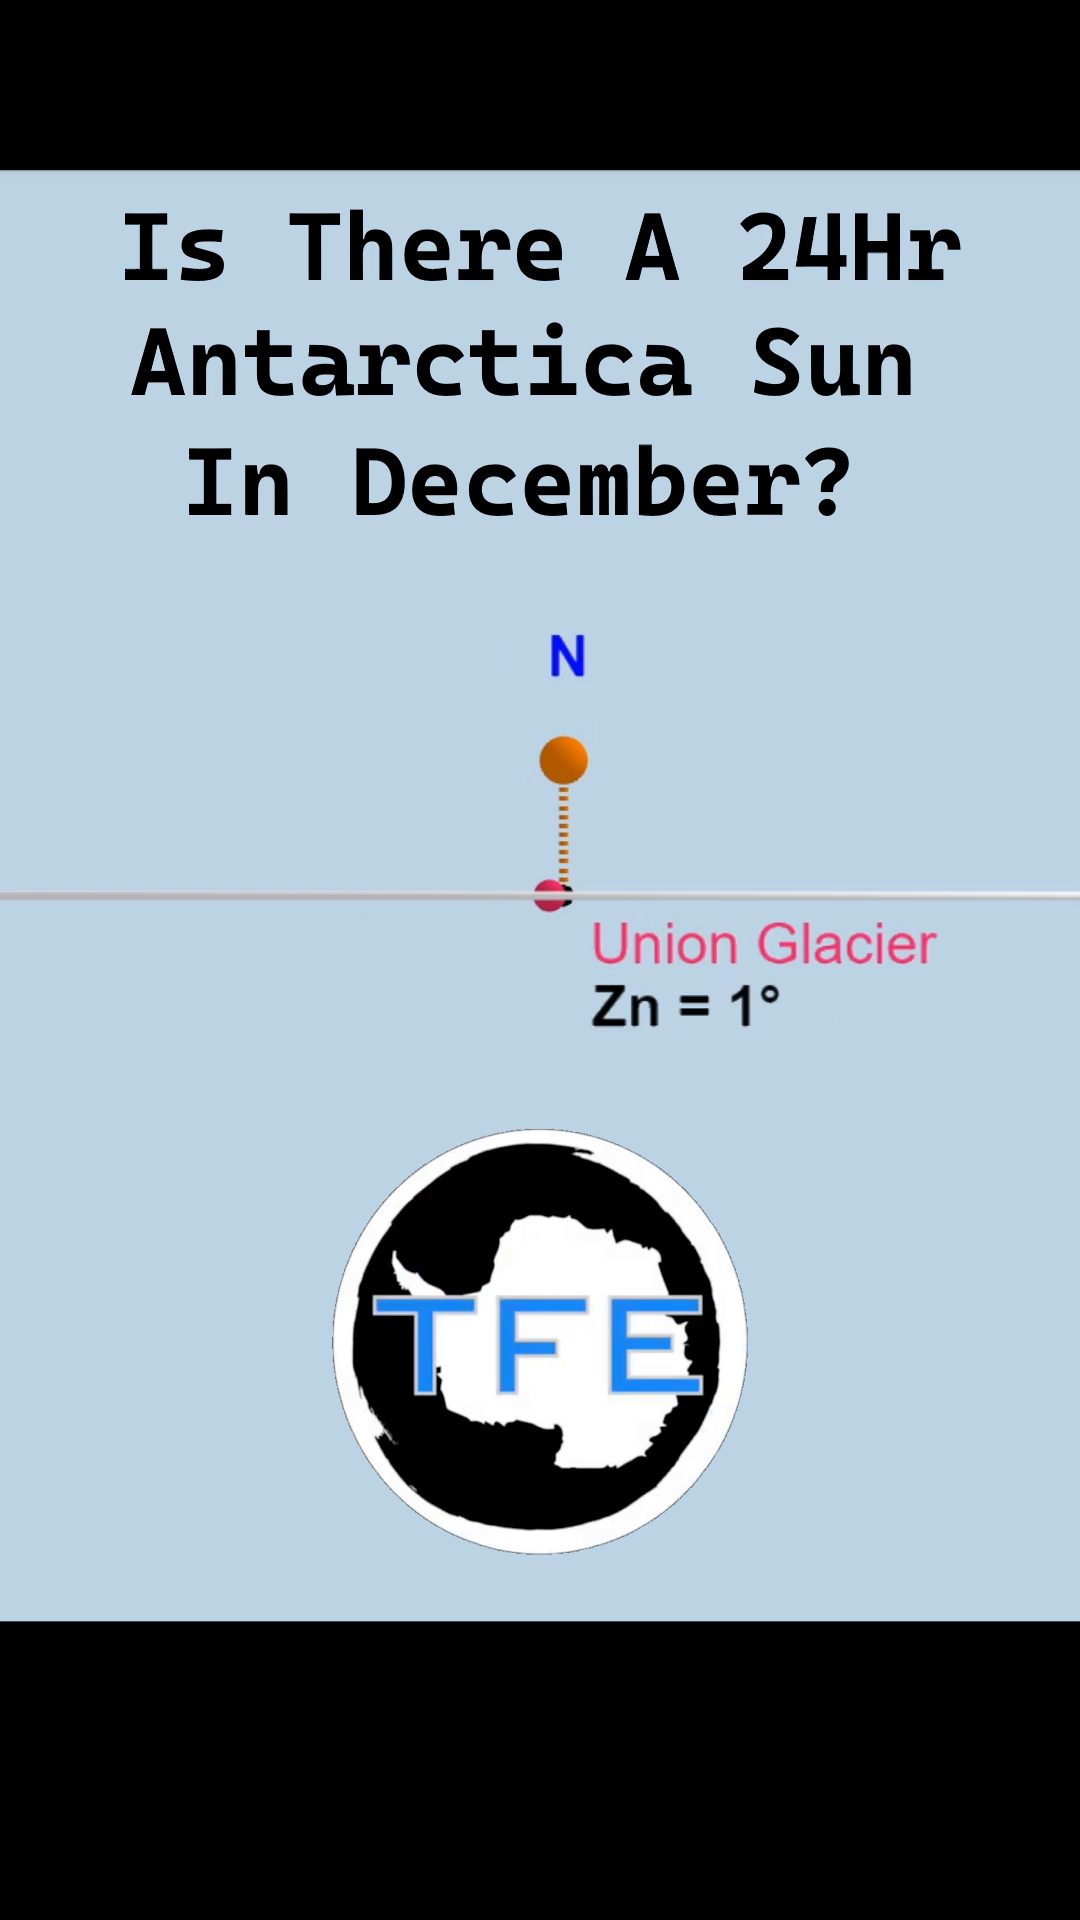 Is There A 24Hr
Antarctica Sun
In December?
N
Union Glacier
Zn = 1°
TFE